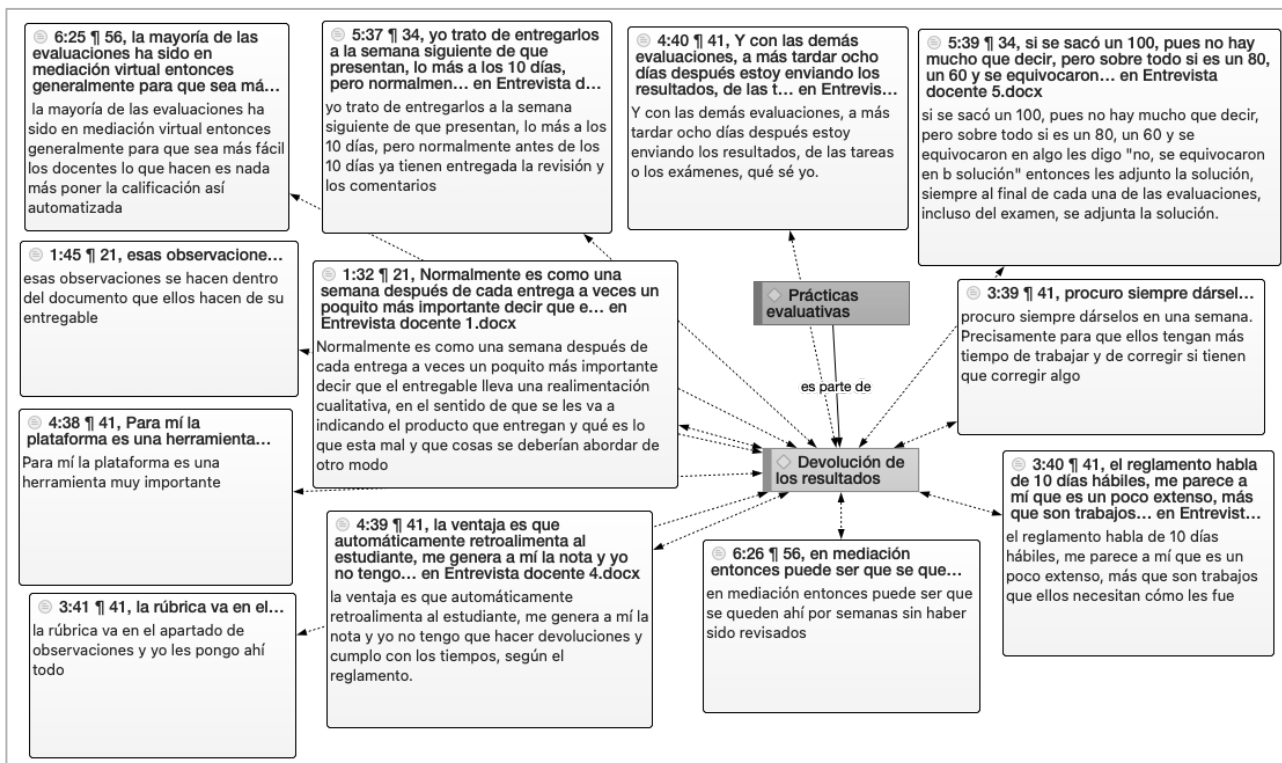 6:25 ¶ 56, la mayoría de las
evaluaciones ha sido en
mediación virtual entonces
generalmente para que sea má...
la mayoría de las evaluaciones ha
sido en mediación virtual entonces
generalmente para que sea más fácil
los docentes lo que hacen es nada
más poner la calificación así
automatizada
5:37 ¶ 34, yo trato de entregarlos
a la semana siguiente de que
presentan, lo más a los 10 días,
pero normalmen... en Entrevista d...
yo trato de entregarlos a la semana
siguiente de que presentan, lo más a los
10 días, pero normalmente antes de los
10 días ya tienen entregada la revisión y
los comentarios
4:40 ¶ 41, Y con las demás
evaluaciones, a más tardar ocho
días después estoy enviando los
resultados, de las t... en Entrevis...
Y con las demás evaluaciones, a más
tardar ocho días después estoy
enviando los resultados, de las tareas
o los exámenes, qué sé yo.
5:39 ¶ 34, si se sacó un 100, pues no hay
mucho que decir, pero sobre todo si es un 80,
un 60 y se equivocaron... en Entrevista
docente 5.docx
si se sacó un 100, pues no hay mucho que decir,
pero sobre todo si es un 80, un 60 y se
equivocaron en algo les digo "no, se equivocaron
en b solución" entonces les adjunto la solución,
siempre al final de cada una de las evaluaciones,
incluso del examen, se adjunta la solución.
1:45 ¶ 21, esas observacione...
esas observaciones se hacen dentro
del documento que ellos hacen de su
entregable
1:32 ¶ 21, Normalmente es como una
semana después de cada entrega a veces un
poquito más importante decir que e... en
Entrevista docente 1.docx
Normalmente es como una semana después de
cada entrega a veces un poquito más importante
decir que el entregable lleva una realimentación
cualitativa, en el sentido de que se les va a
indicando el producto que entregan y qué es lo
que esta mal y que cosas se deberían abordar de
otro modo
Prácticas
evaluativas
es parte de
3:39 ¶ 41, procuro siempre dársel...
procuro siempre dárselos en una semana.
Precisamente para que ellos tengan más
tiempo de trabajar y de corregir si tienen
que corregir algo
4:38 ¶ 41, Para mí la
plataforma es una herramienta...
Para mí la plataforma es una
herramienta muy importante
Devolución de
los resultados
3:40 ¶ 41, el reglamento habla
de 10 días hábiles, me parece a
mí que es un poco extenso, más
que son trabajos... en Entrevist...
el reglamento habla de 10 días
hábiles, me parece a mí que es un
poco extenso, más que son trabajos
que ellos necesitan cómo les fue
4:39 ¶ 41, la ventaja es que
automáticamente retroalimenta al
estudiante, me genera a mí la nota y yo
no tengo... en Entrevista docente 4.docx
la ventaja es que automáticamente
retroalimenta al estudiante, me genera a mí la
nota y yo no tengo que hacer devoluciones y
cumplo con los tiempos, según el
reglamento.
6:26 ¶ 56, en mediación
entonces puede ser que se que...
en mediación entonces puede ser que
se queden ahí por semanas sin haber
sido revisados
3:41 ¶ 41, la rúbrica va en el...
la rúbrica va en el apartado de
observaciones y yo les pongo ahí
todo